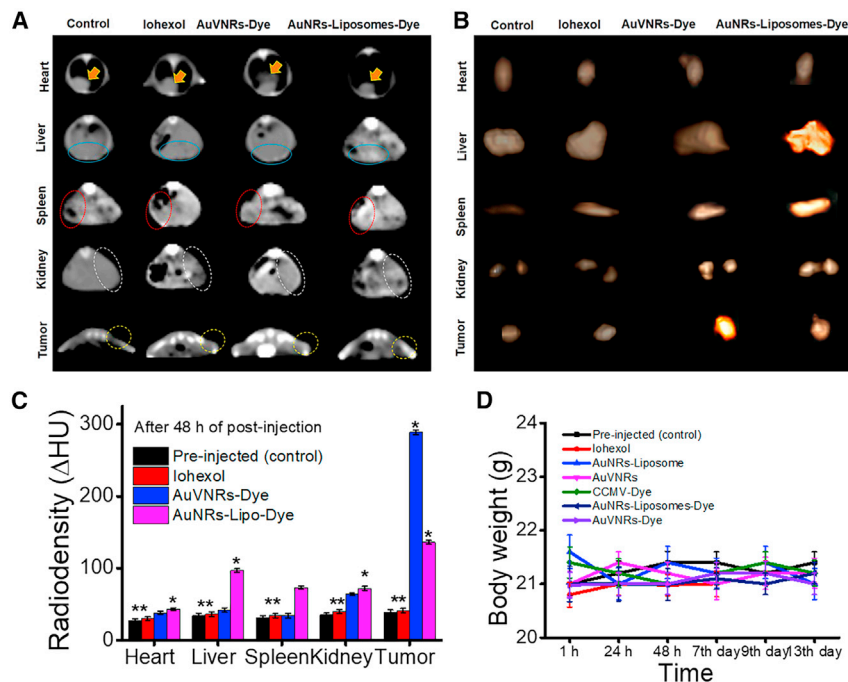 A
Control Iohexol AuVNRs-Dye AuNRs-Liposomes-Dye
Heart
Liver
Spleen
Kidney
Tumor
B
Control Iohexol AuVNRs-Dye AuNRs-Liposomes-Dye
Heart
Liver
Spleen
Kidney
Tumor
C
Radiodensity (ΔHU)
300
200
100
0
After 48 h of post-injection
Pre-injected (control)
Iohexol
AuVNRs-Dye
AuNRs-Lipo-Dye
** * ** * ** ** * ** * *
Heart Liver Spleen Kidney Tumor
D
Body weight (g)
24
23
22
21
20
Pre-injected (control)
Iohexol
AuNRs-Liposome
AuVNRs
CCMV-Dye
AuNRs-Liposomes-Dye
AuVNRs-Dye
1 h 24 h 48 h 7th day 9th day 13th day
Time